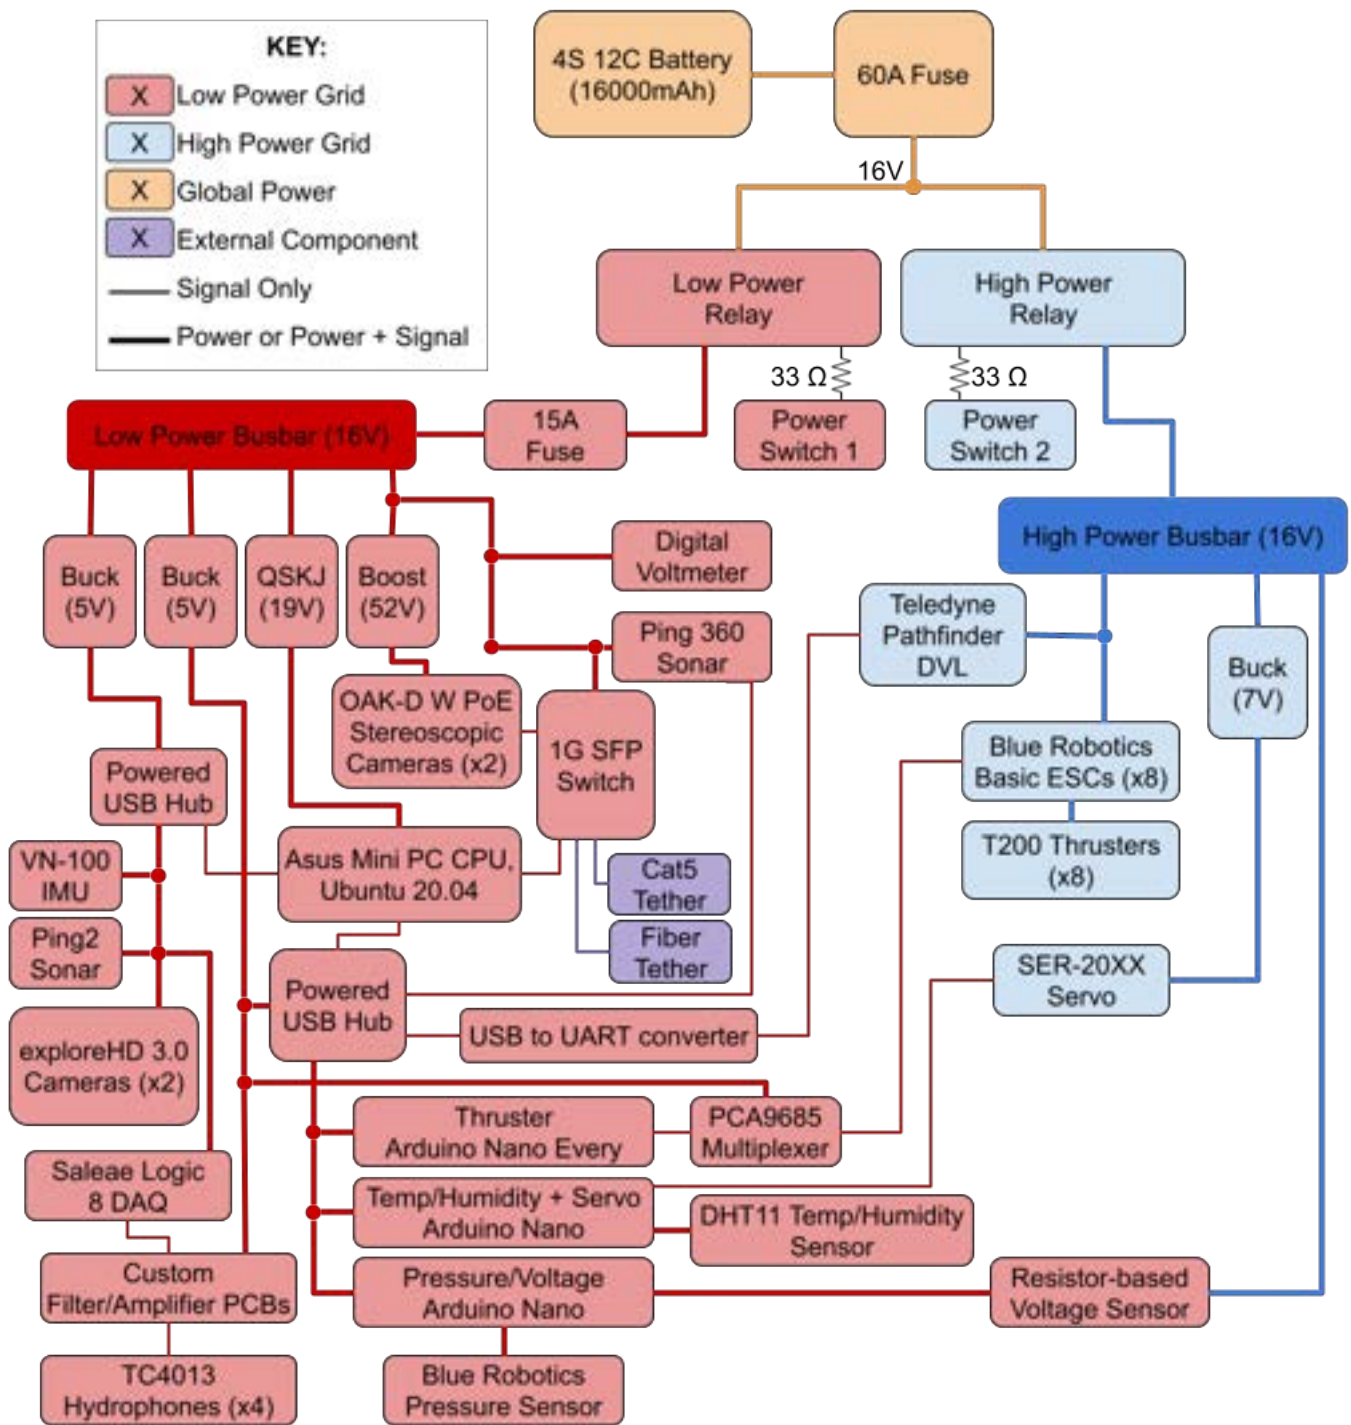 KEY:
X Low Power Grid
X High Power Grid
X Global Power
X External Component
Signal Only
Power or Power + Signal
4S 12C Battery
(16000mAh)
60A Fuse
16V
Low Power
Relay
High Power
Relay
33 Ω
33 Ω
Low Power Busbar (16V)
15A
Fuse
Power
Switch 1
Power
Switch 2
High Power Busbar (16V)
Buck
(5V)
Buck
(5V)
QSKJ
(19V)
Boost
(52V)
Digital
Voltmeter
Ping 360
Sonar
Teledyne
Pathfinder
DVL
Buck
(7V)
OAK-D W PoE
Stereoscopic
Cameras (x2)
1G SFP
Switch
Blue Robotics
Basic ESCs (x8)
Powered
USB Hub
T200 Thrusters
(x8)
VN-100
IMU
Asus Mini PC CPU,
Ubuntu 20.04
Cat5
Tether
Ping2
Sonar
Fiber
Tether
Powered
USB Hub
SER-20XX
Servo
exploreHD 3.0
Cameras (x2)
USB to UART converter
Thruster
Arduino Nano Every
PCA9685
Multiplexer
Saleae Logic
8 DAQ
Temp/Humidity + Servo
Arduino Nano
DHT11 Temp/Humidity
Sensor
Custom
Filter/Amplifier PCBs
Pressure/Voltage
Arduino Nano
Resistor-based
Voltage Sensor
TC4013
Hydrophones (x4)
Blue Robotics
Pressure Sensor